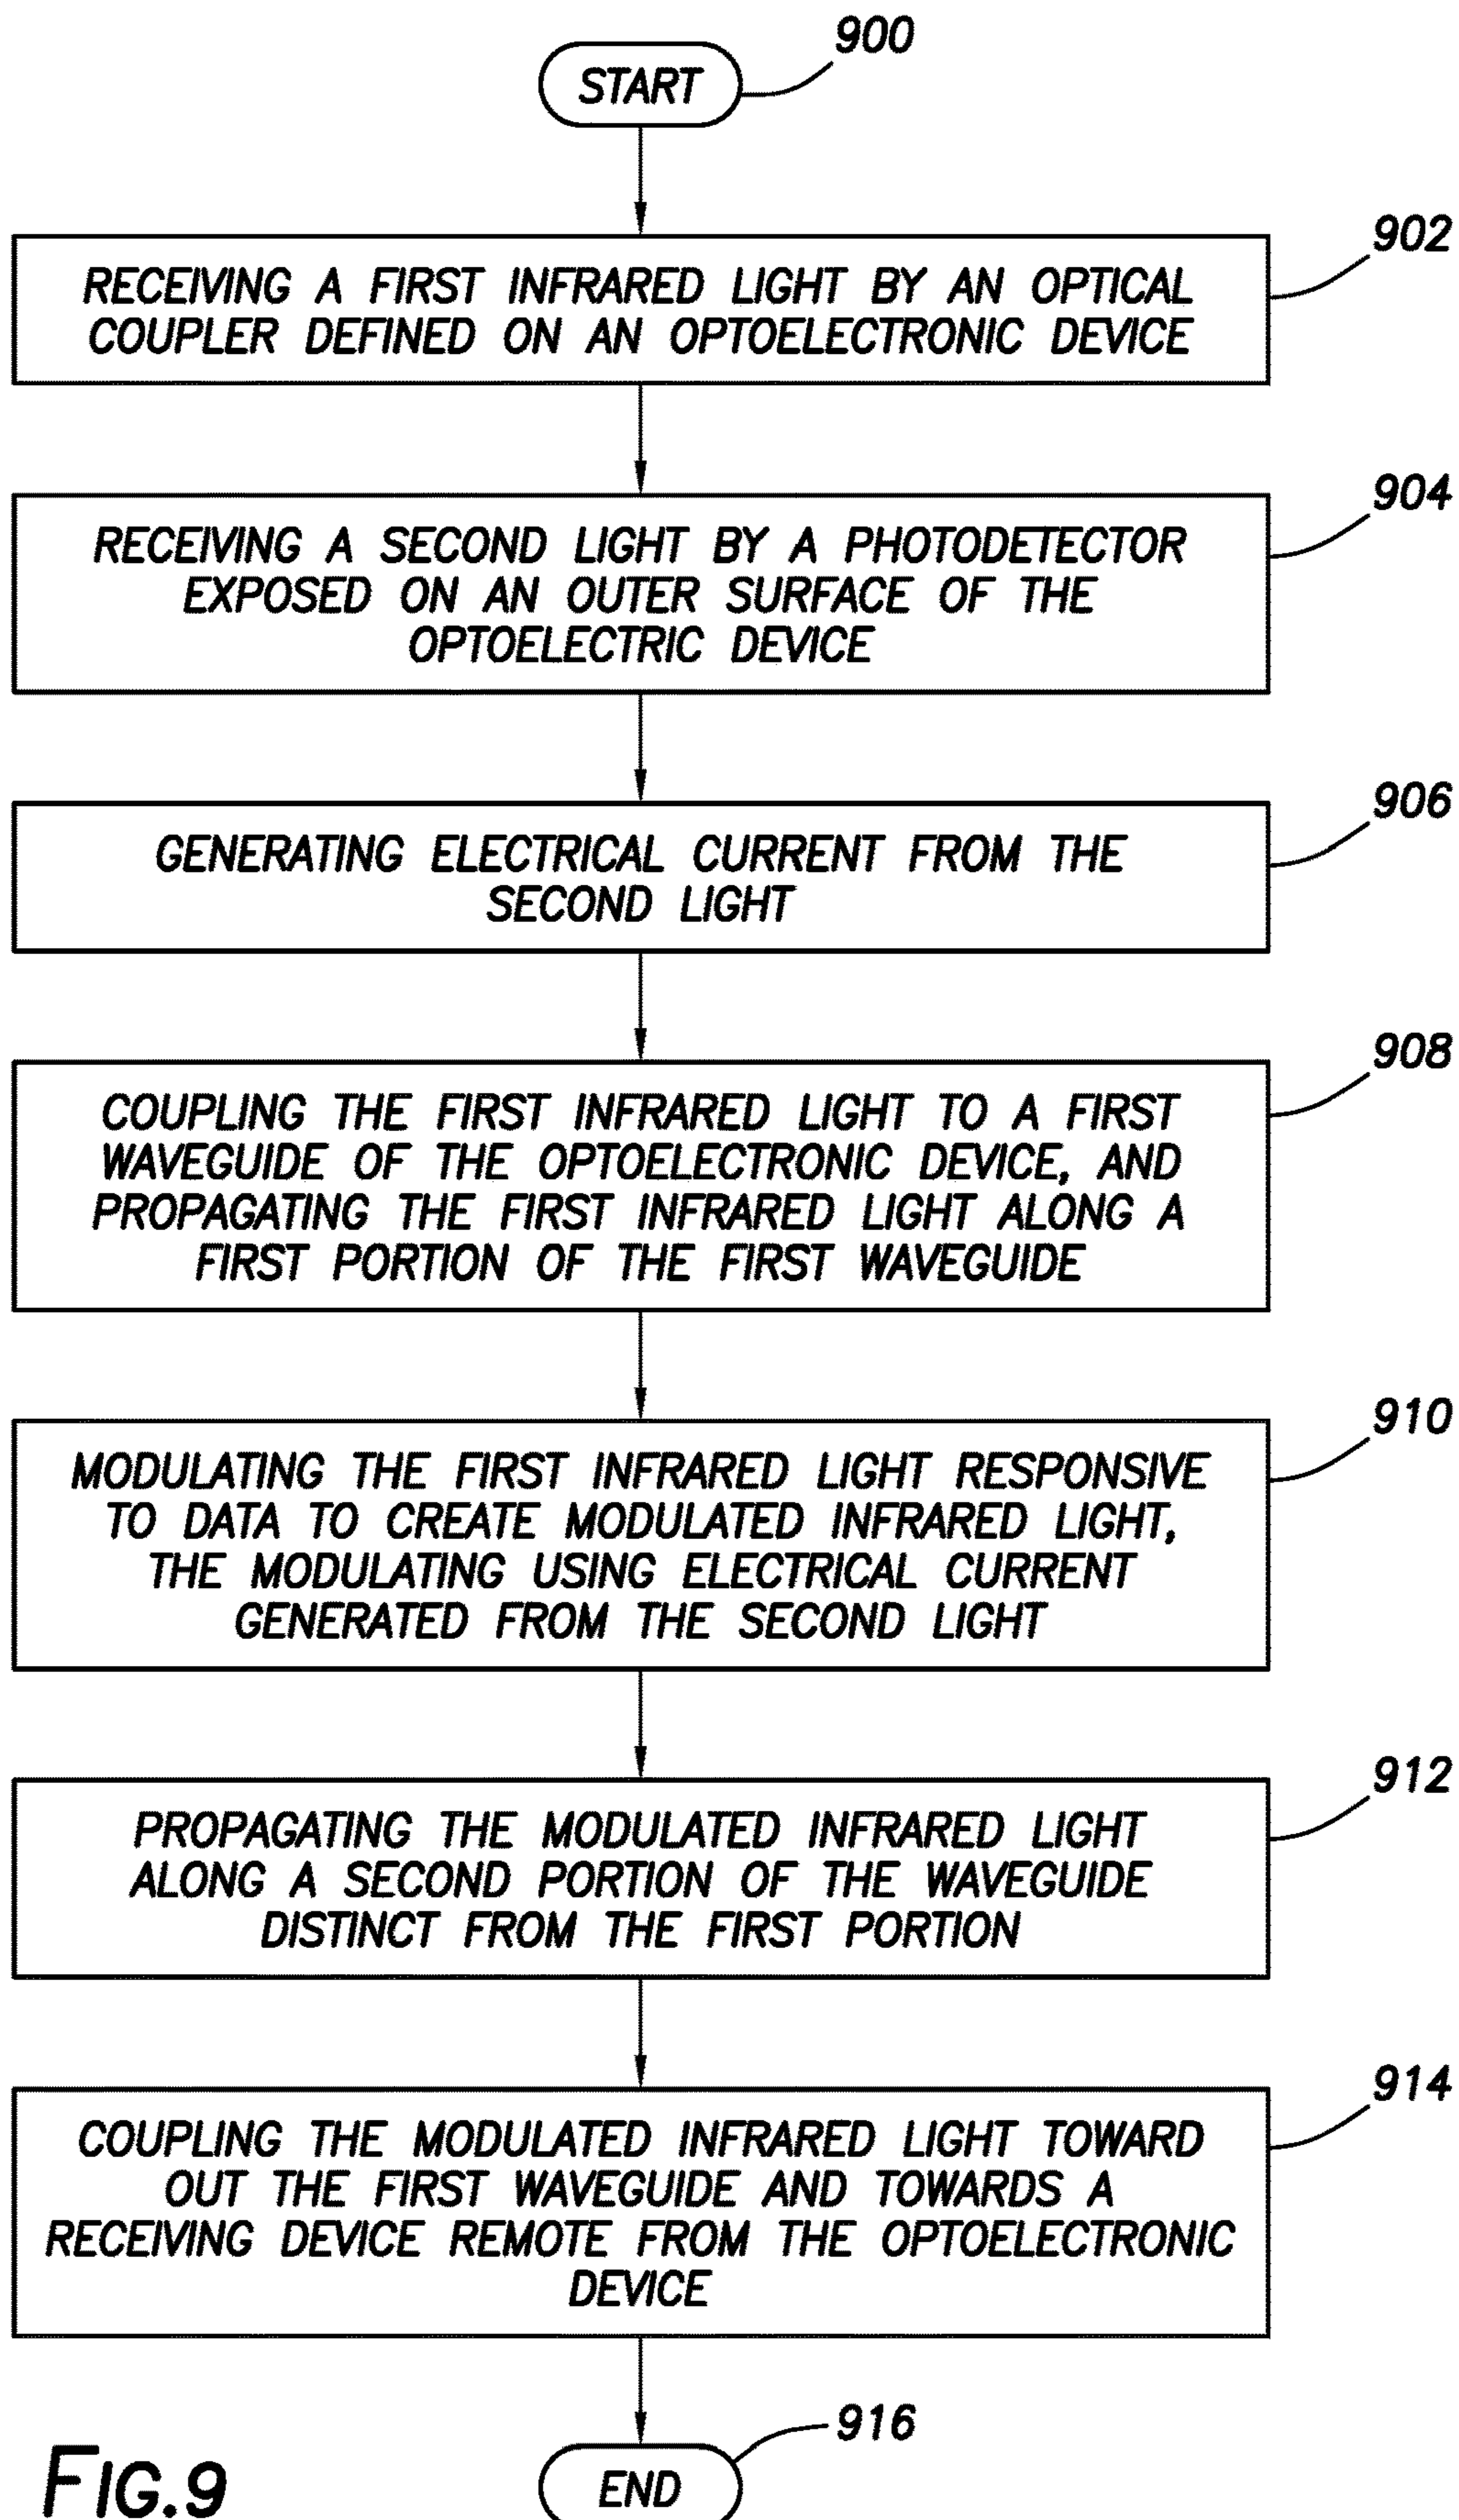 900
START
902
RECEIVING A FIRST INFRARED LIGHT BY AN OPTICAL
COUPLER DEFINED ON AN OPTOELECTRONIC DEVICE
904
RECEIVING A SECOND LIGHT BY A PHOTODETECTOR
EXPOSED ON AN OUTER SURFACE OF THE
OPTOELECTRIC DEVICE
906
GENERATING ELECTRICAL CURRENT FROM THE
SECOND LIGHT
908
COUPLING THE FIRST INFRARED LIGHT TO A FIRST
WAVEGUIDE OF THE OPTOELECTRONIC DEVICE, AND
PROPAGATING THE FIRST INFRARED LIGHT ALONG A
FIRST PORTION OF THE FIRST WAVEGUIDE
910
MODULATING THE FIRST INFRARED LIGHT RESPONSIVE
TO DATA TO CREATE MODULATED INFRARED LIGHT,
THE MODULATING USING ELECTRICAL CURRENT
GENERATED FROM THE SECOND LIGHT
912
PROPAGATING THE MODULATED INFRARED LIGHT
ALONG A SECOND PORTION OF THE WAVEGUIDE
DISTINCT FROM THE FIRST PORTION
914
COUPLING THE MODULATED INFRARED LIGHT TOWARD
OUT THE FIRST WAVEGUIDE AND TOWARDS A
RECEIVING DEVICE REMOTE FROM THE OPTOELECTRONIC
DEVICE
916
END
FIG.9